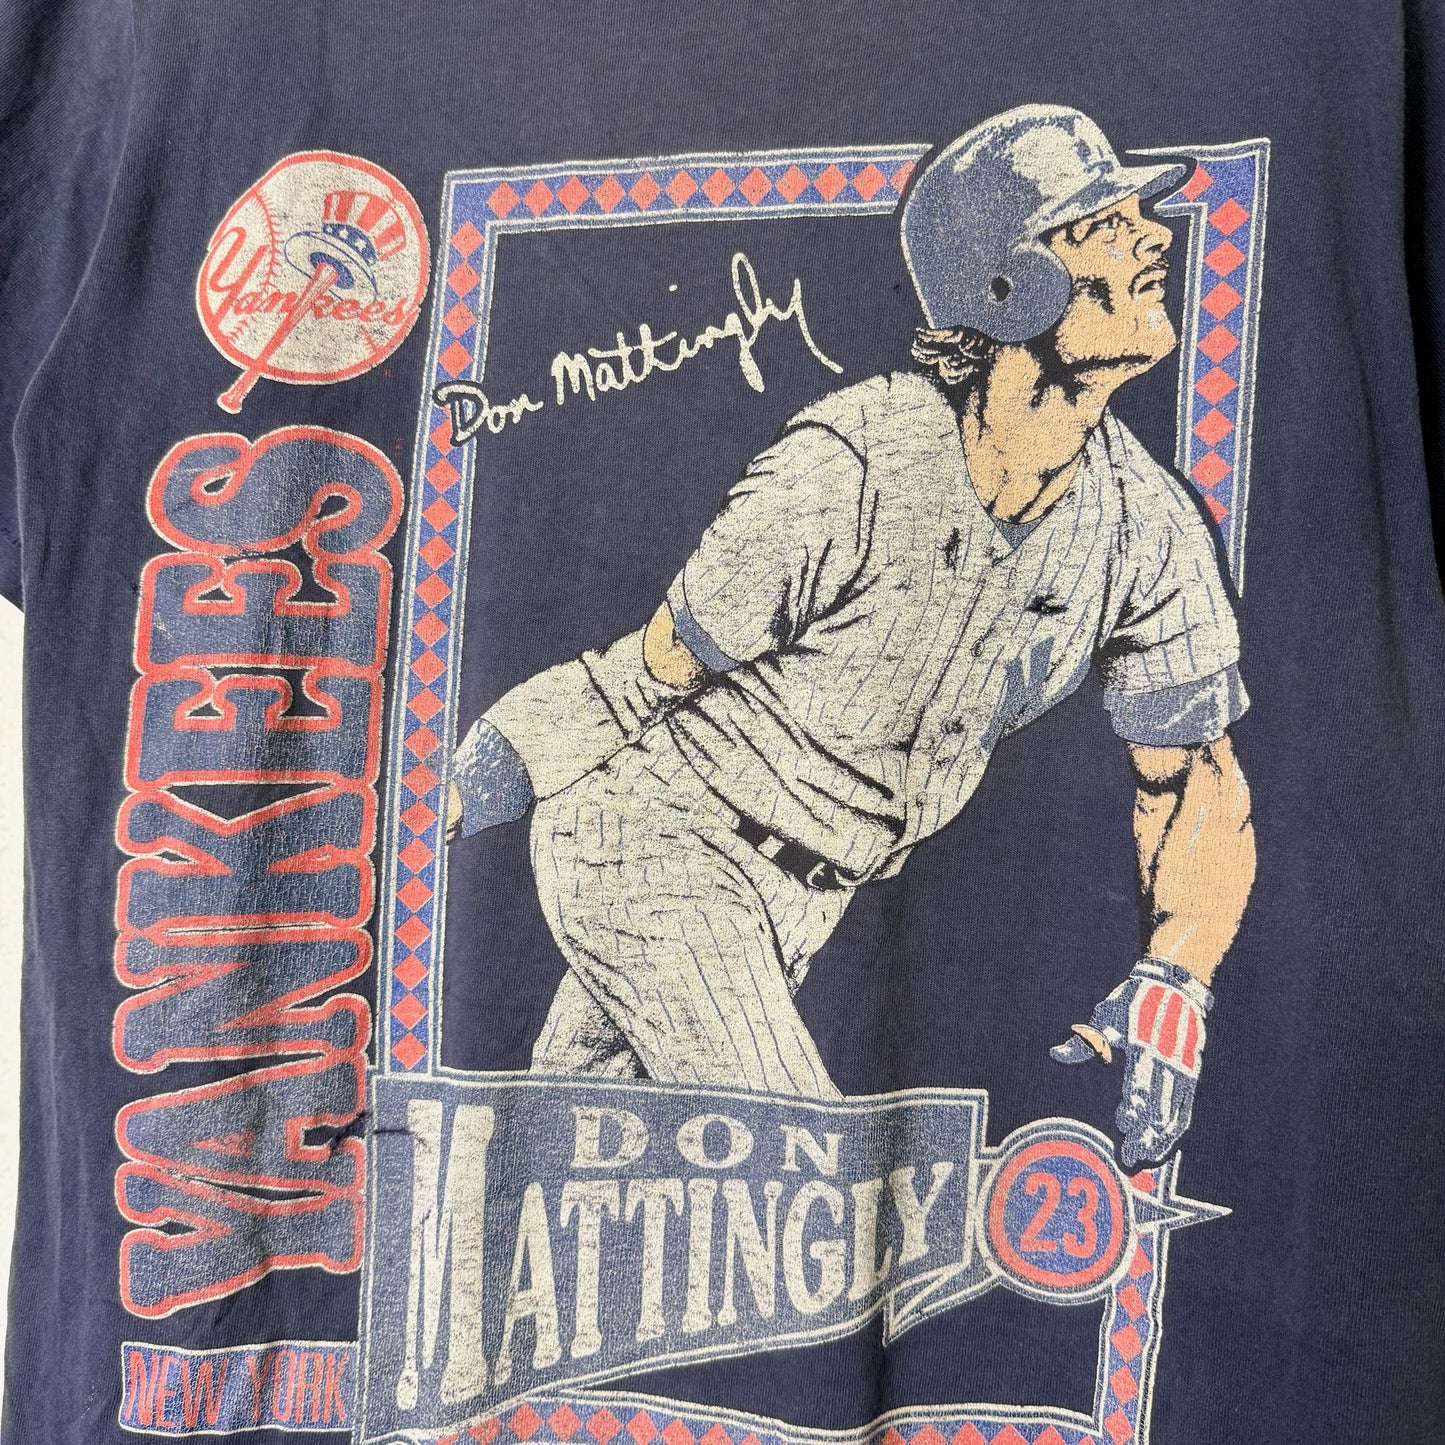 Yankees
YANKEES
NEW YORK
Don Mattingly
DON
MATTINGLY
23